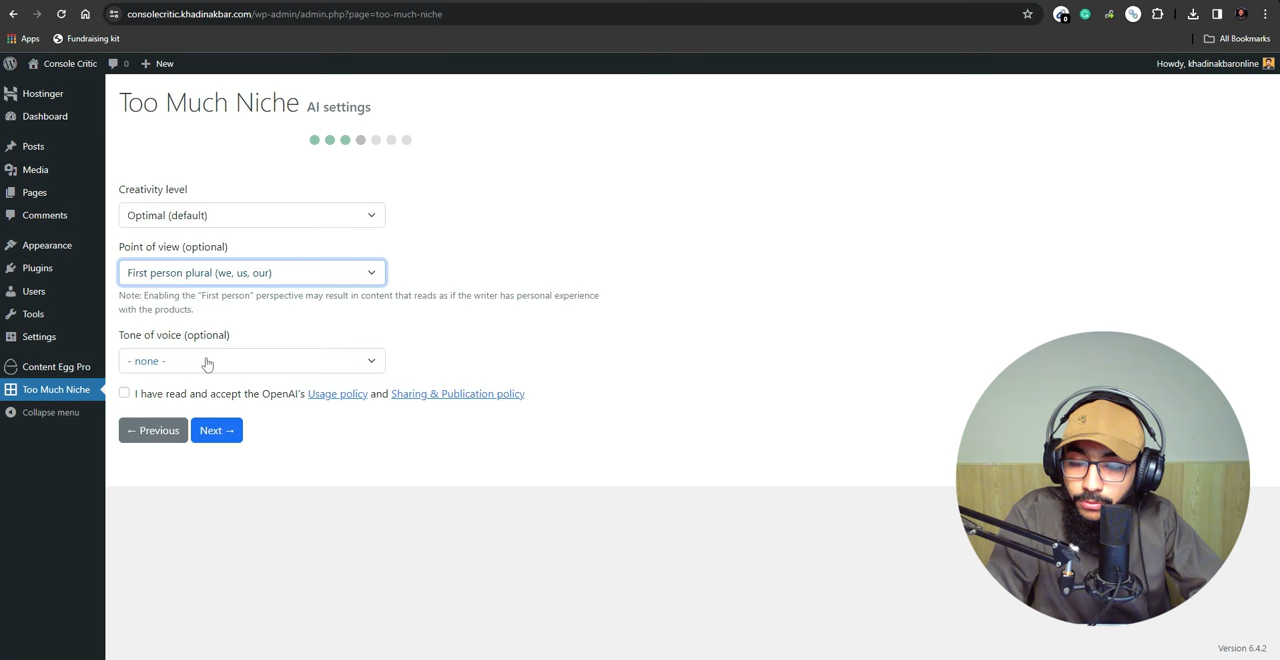 consolecritic.khadinakbar.com/wp-admin/admin.php?page=too-much-niche
0
Apps
Fundraising kit
All Bookmarks
Console Critic
0
New
Howdy, khadinakbaronline
Hostinger
Dashboard
Posts
Media
Pages
Comments
Appearance
Plugins
Users
Tools
Settings
Content Egg Pro
Too Much Niche
Collapse menu
Too Much Niche AI settings
Creativity level
Optimal (default)
Point of view (optional)
First person plural (we, us, our)
Note: Enabling the "First person" perspective may result in content that reads as if the writer has personal experience
with the products.
Tone of voice (optional)
- none -
I have read and accept the OpenAI's Usage policy and Sharing & Publication policy
← Previous
Next →
Version 6.4.2